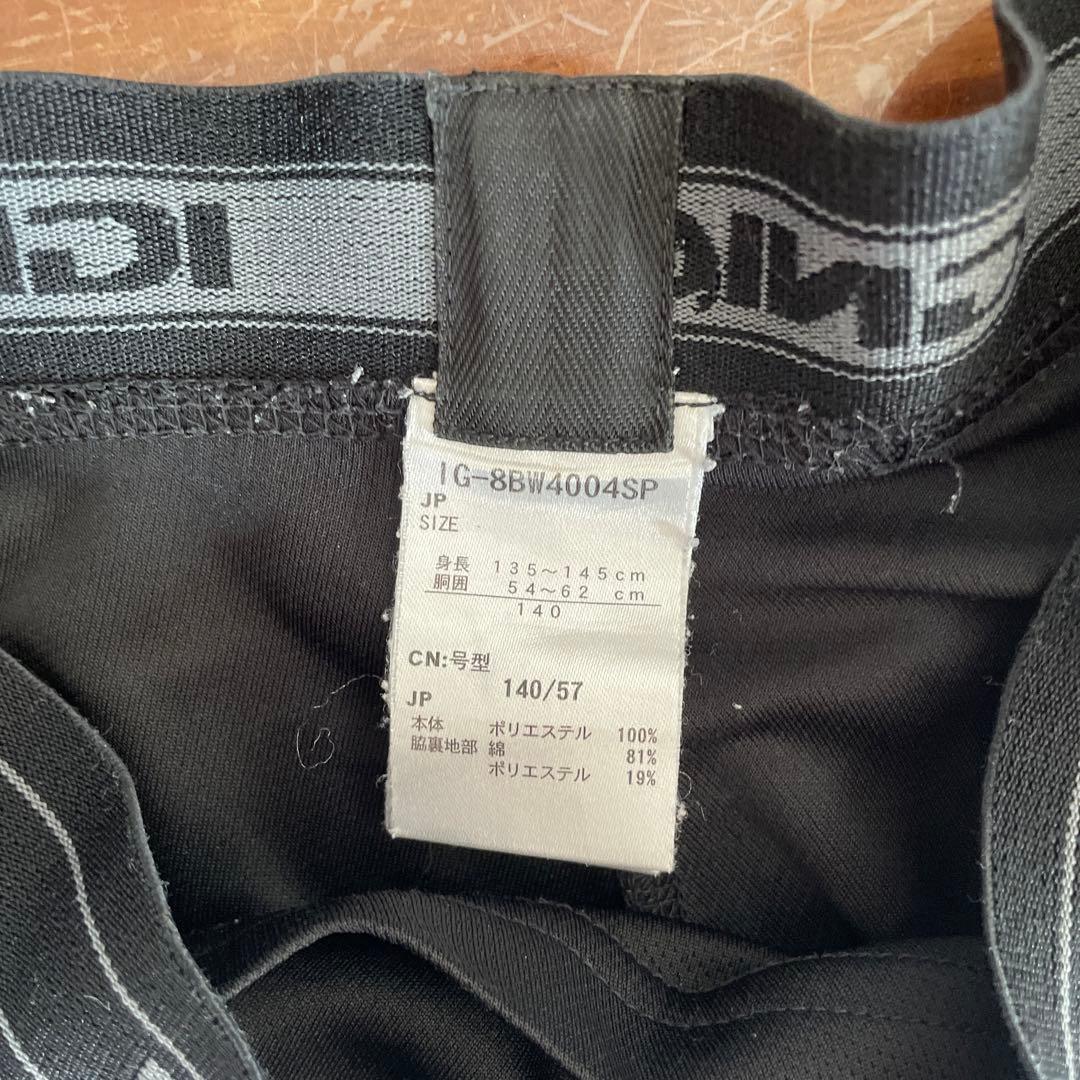 IG-8BW4004SP
JP
SIZE
身長 135～145cm
胴囲 54～62 cm
140
CN:号型
140/57
JP
本体 ポリエステル 100%
脇裏地部 綿 81%
ポリエステル 19%